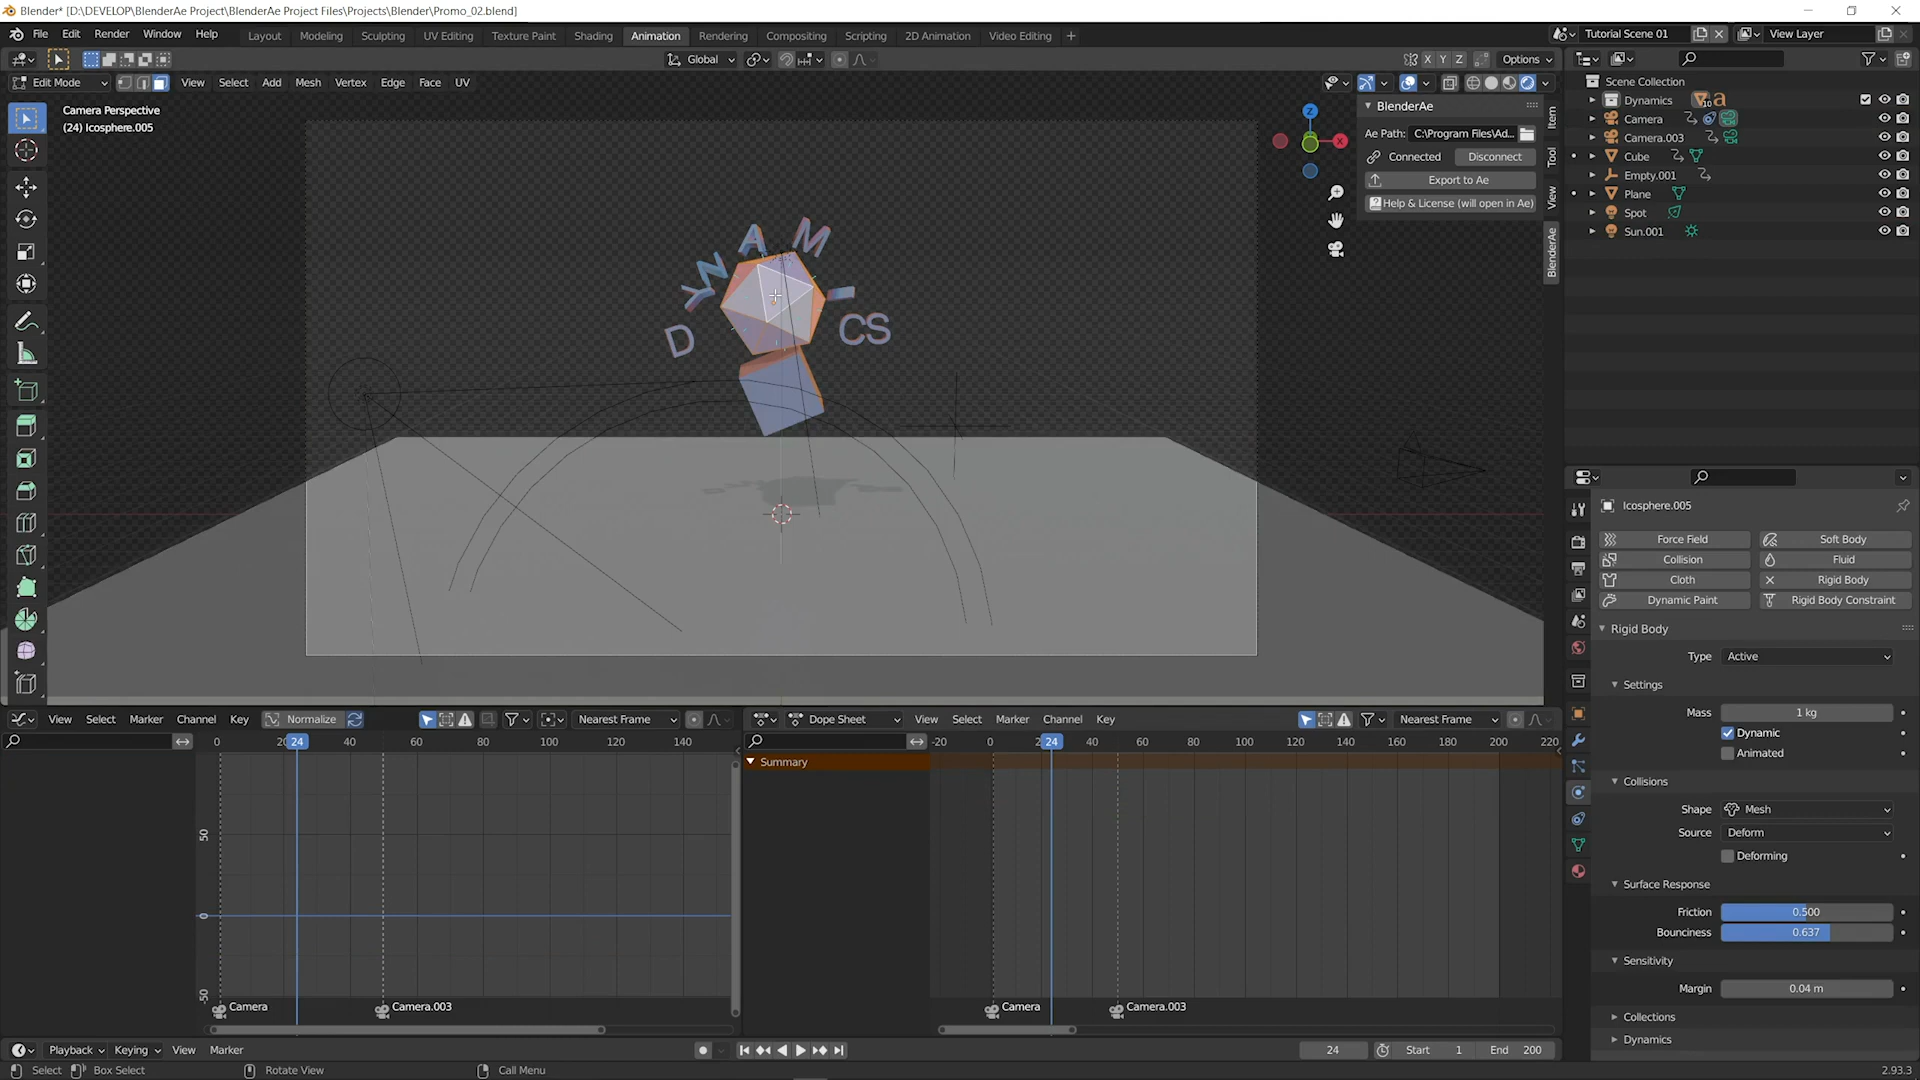 Blender* [D:\DEVELOP\BlenderAe Project\BlenderAe Project Files\Projects\Blender\Promo_02.blend]
File Edit Render Window Help Layout Modeling Sculpting UV Editing Texture Paint Shading Animation Rendering Compositing Scripting 2D Animation Video Editing + Tutorial Scene 01 View Layer
Global X Y Z Options
Edit Mode View Select Add Mesh Vertex Edge Face UV
Camera Perspective
(24) Icosphere.005
D Y N A M I CS
Z
X
BlenderAe
Ae Path: C:\Program Files\Ad...
Connected Disconnect
Export to Ae
Help & License (will open in Ae)
Item
Tool
View
BlenderAe
Scene Collection
Dynamics 10
Camera
Camera.003
Cube
Empty.001
Plane
Spot
Sun.001
Icosphere.005
Force Field Soft Body
Collision Fluid
Cloth Rigid Body
Dynamic Paint Rigid Body Constraint
Rigid Body
Type Active
Settings
Mass 1 kg
Dynamic
Animated
Collisions
Shape Mesh
Source Deform
Deforming
Surface Response
Friction 0.500
Bounciness 0.637
Sensitivity
Margin 0.04 m
Collections
Dynamics
View Select Marker Channel Key Normalize Nearest Frame
0 20 24 40 60 80 100 120 140
50
0
-50
Camera Camera.003
Dope Sheet View Select Marker Channel Key Nearest Frame
-20 0 24 40 60 80 100 120 140 160 180 200 220
Summary
Camera Camera.003
Playback Keying View Marker 24 Start 1 End 200
Select Box Select Rotate View Call Menu 2.93.3